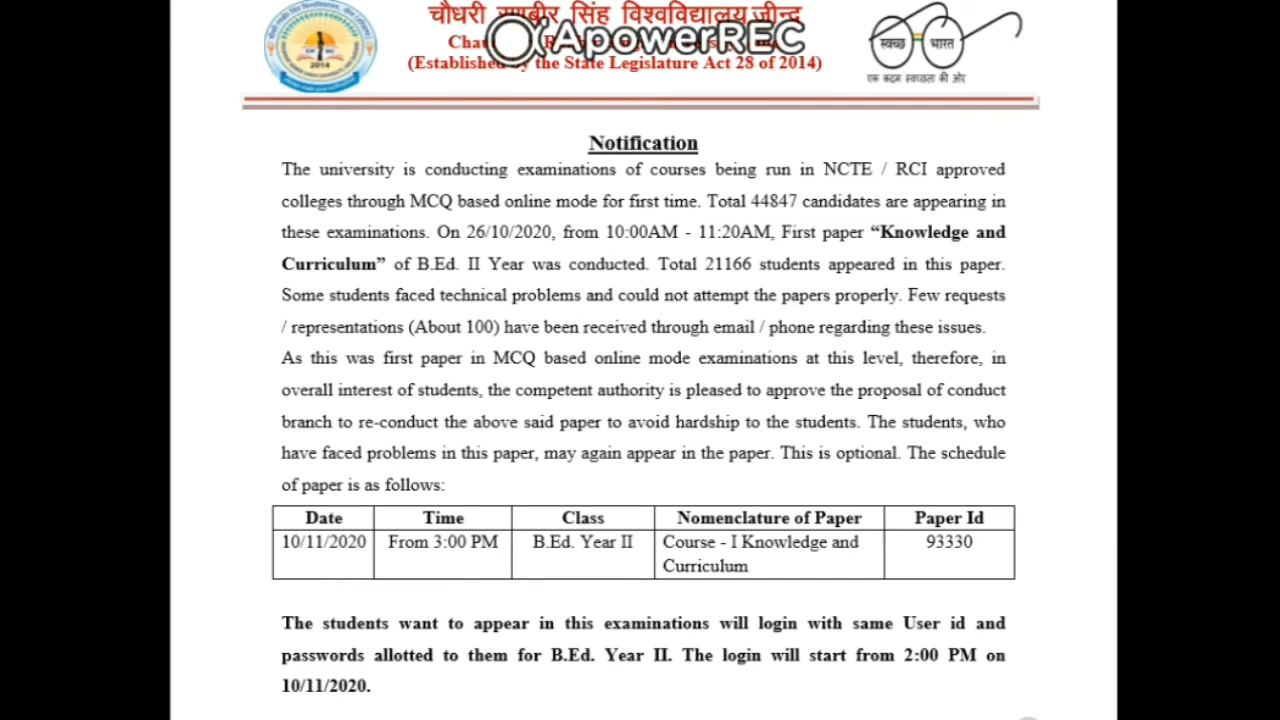 चौधरी रणबीर सिंह विश्वविद्यालय, जीन्द
ApowerREC
(Established by the State Legislature Act 28 of 2014)
2014
स्वच्छ भारत
एक कदम स्वच्छता की ओर
Notification
The university is conducting examinations of courses being run in NCTE / RCI approved
colleges through MCQ based online mode for first time. Total 44847 candidates are appearing in
these examinations. On 26/10/2020, from 10:00AM - 11:20AM, First paper “Knowledge and
Curriculum” of B.Ed. II Year was conducted. Total 21166 students appeared in this paper.
Some students faced technical problems and could not attempt the papers properly. Few requests
/ representations (About 100) have been received through email / phone regarding these issues.
As this was first paper in MCQ based online mode examinations at this level, therefore, in
overall interest of students, the competent authority is pleased to approve the proposal of conduct
branch to re-conduct the above said paper to avoid hardship to the students. The students, who
have faced problems in this paper, may again appear in the paper. This is optional. The schedule
of paper is as follows:
Date Time Class Nomenclature of Paper Paper Id
10/11/2020 From 3:00 PM B.Ed. Year II Course - I Knowledge and 93330
Curriculum
The students want to appear in this examinations will login with same User id and
passwords allotted to them for B.Ed. Year II. The login will start from 2:00 PM on
10/11/2020.